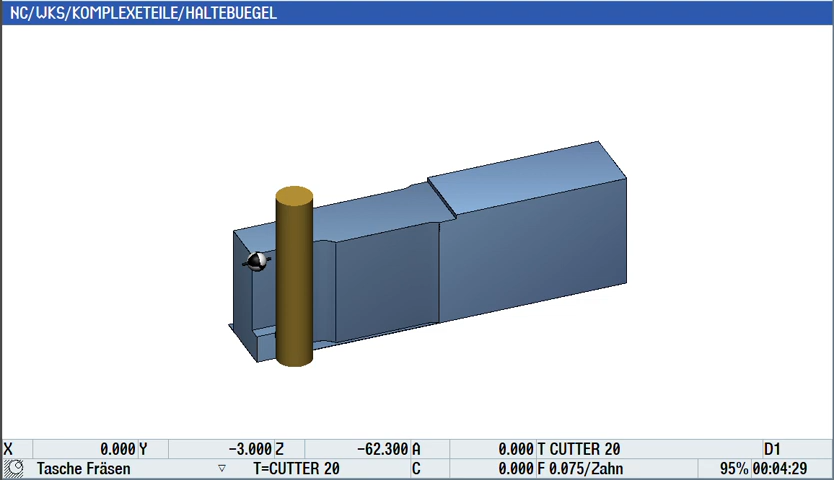 NC/WKS/KOMPLEXETEILE/HALTEBUEGEL
X 0.000 Y -3.000 Z -62.300 A 0.000 T CUTTER 20 D1
Tasche Fräsen T=CUTTER 20 C 0.000 F 0.075/Zahn 95% 00:04:29